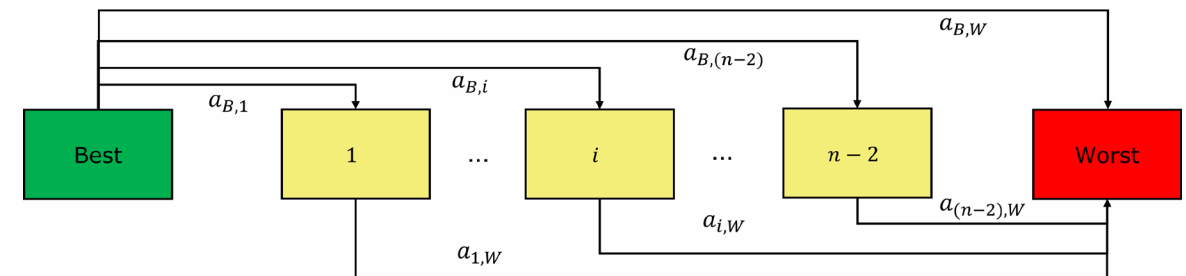 a_{B,W}
a_{B,(n−2)}
a_{B,i}
a_{B,1}
Best 1 ... i ... n − 2 Worst
a_{(n−2),W}
a_{i,W}
a_{1,W}